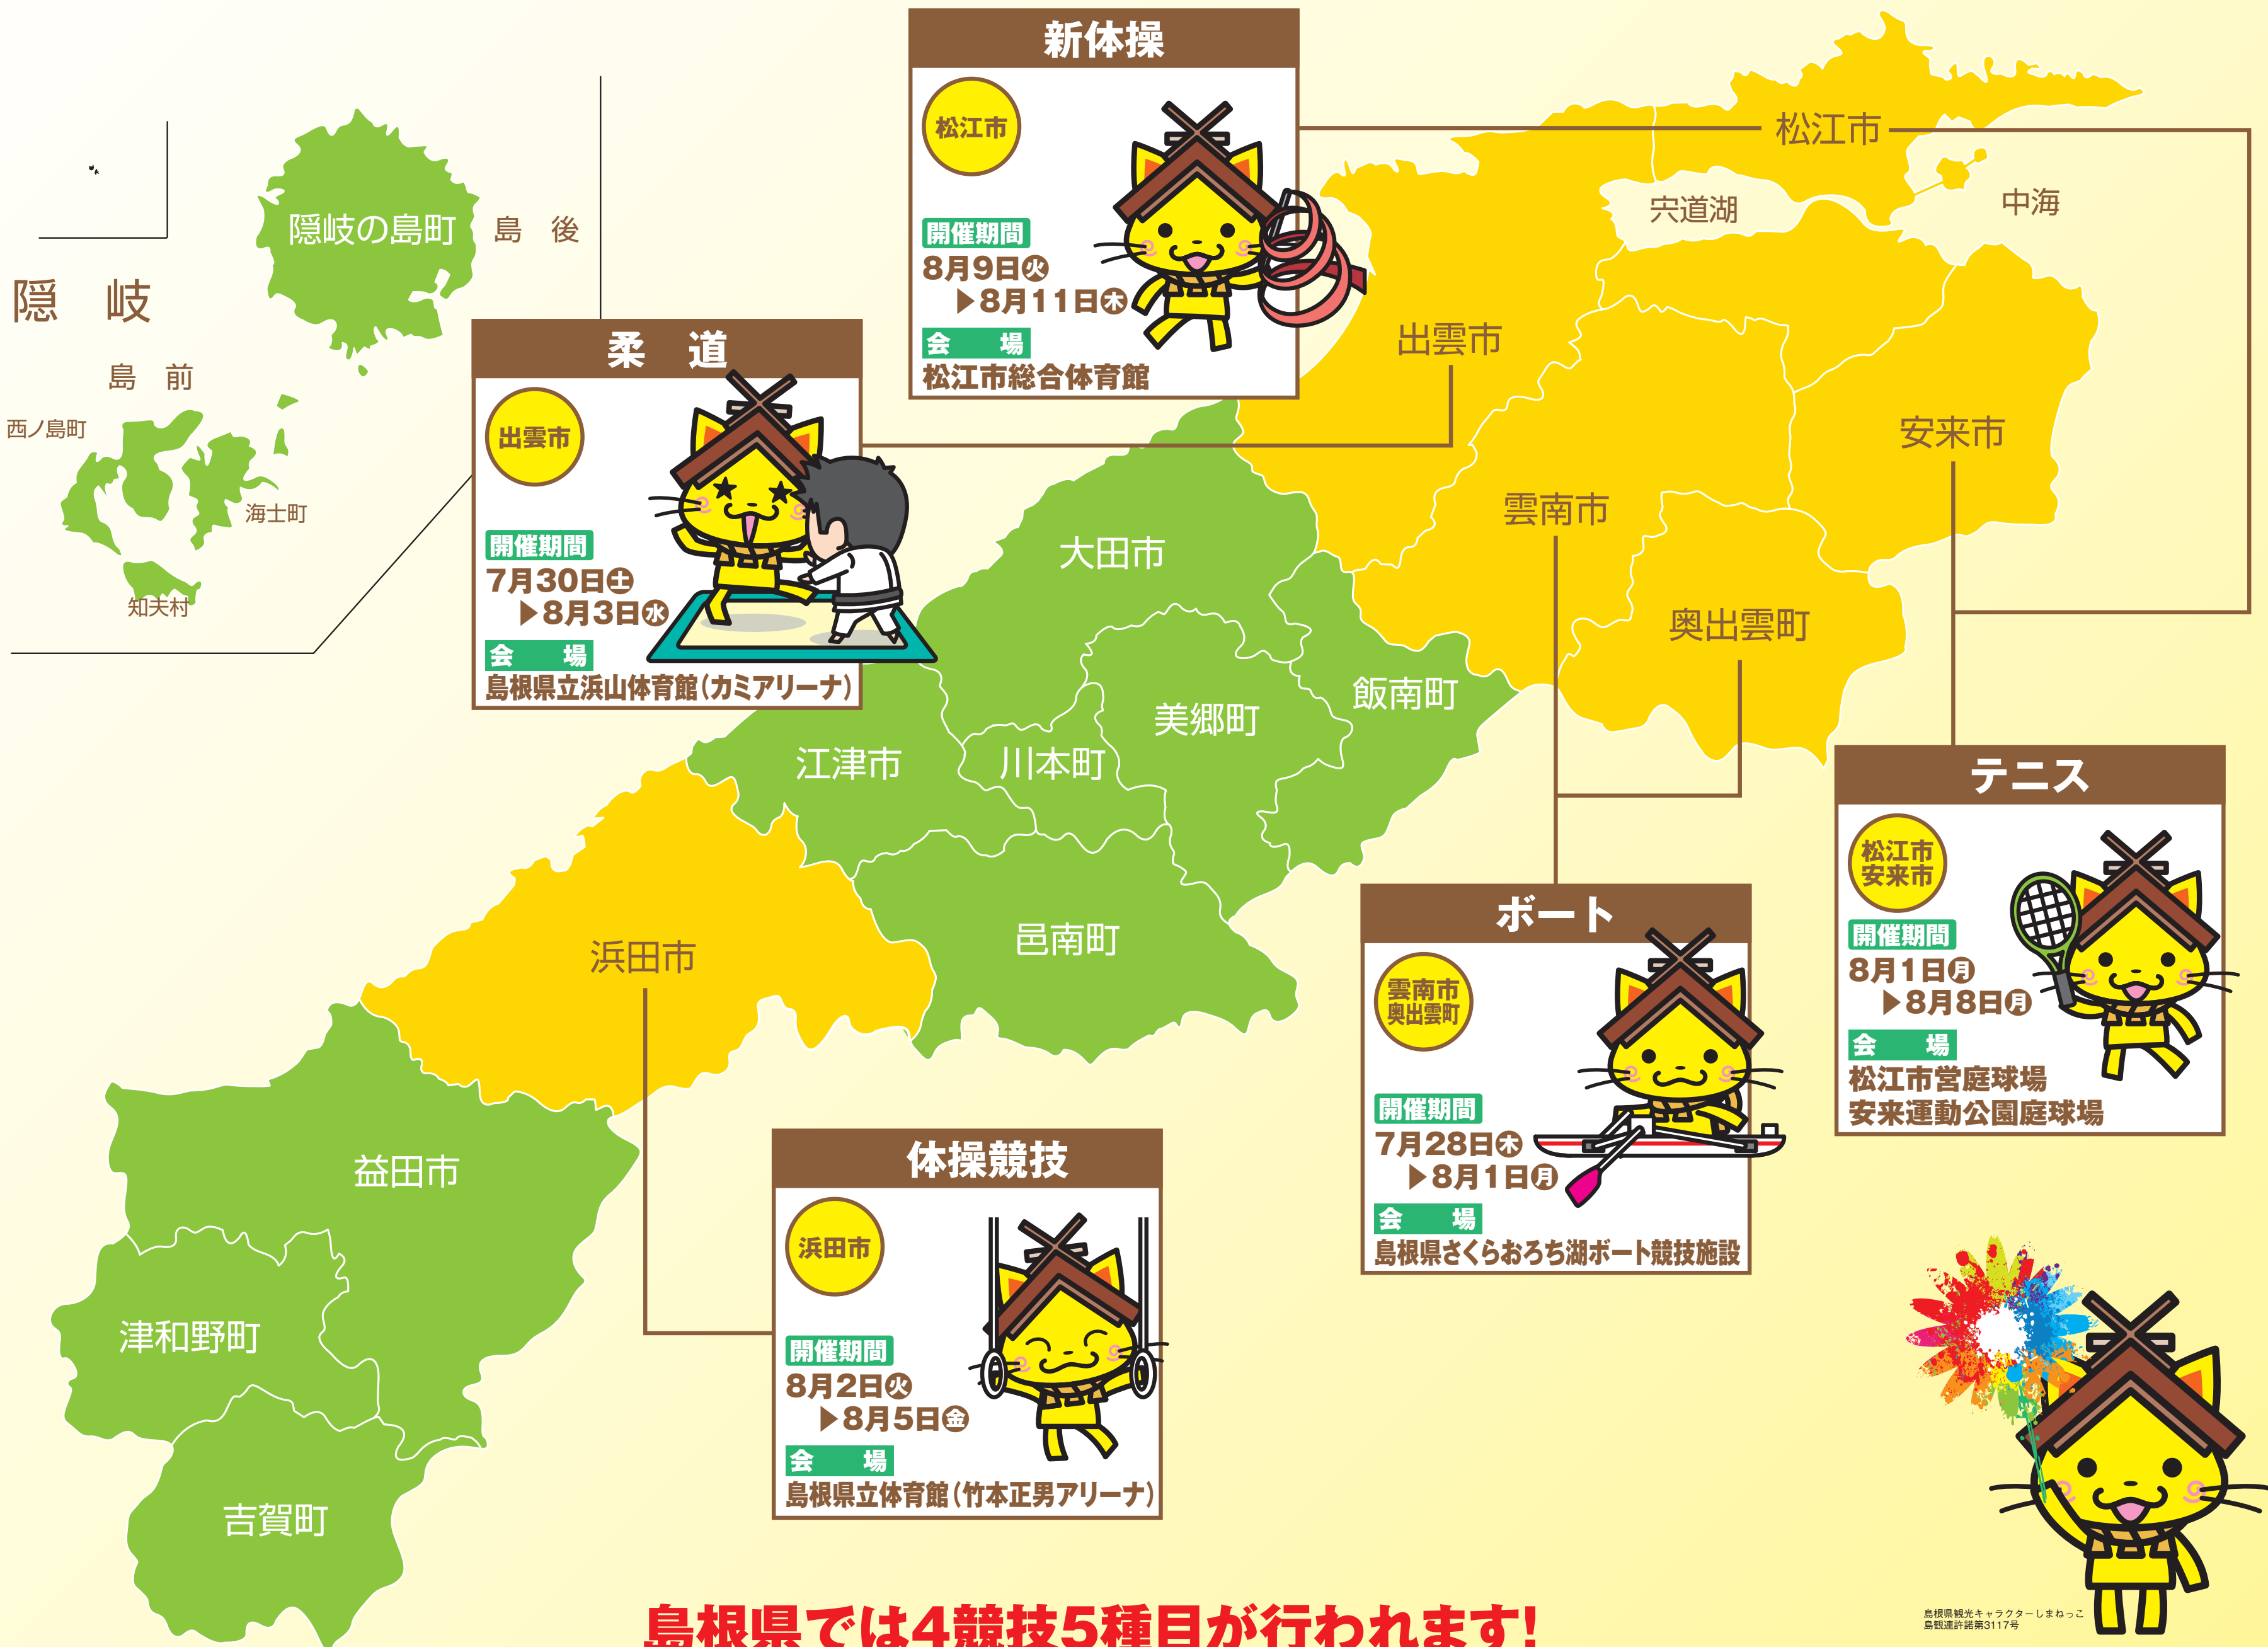 新体操
松江市
開催期間
8月9日火
▶8月11日木
会　場
松江市総合体育館
柔　道
出雲市
開催期間
7月30日土
▶8月3日水
会　場
島根県立浜山体育館(カミアリーナ)
テニス
松江市
安来市
開催期間
8月1日月
▶8月8日月
会　場
松江市営庭球場
安来運動公園庭球場
ボート
雲南市
奥出雲町
開催期間
7月28日木
▶8月1日月
会　場
島根県さくらおろち湖ボート競技施設
体操競技
浜田市
開催期間
8月2日火
▶8月5日金
会　場
島根県立体育館(竹本正男アリーナ)
隠岐の島町
島　後
隠　岐
島　前
西ノ島町
海士町
知夫村
松江市
宍道湖
中海
出雲市
安来市
雲南市
奥出雲町
大田市
飯南町
美郷町
川本町
江津市
邑南町
浜田市
益田市
津和野町
吉賀町
島根県では4競技5種目が行われます!
島根県観光キャラクターしまねっこ
島観連許諾第3117号